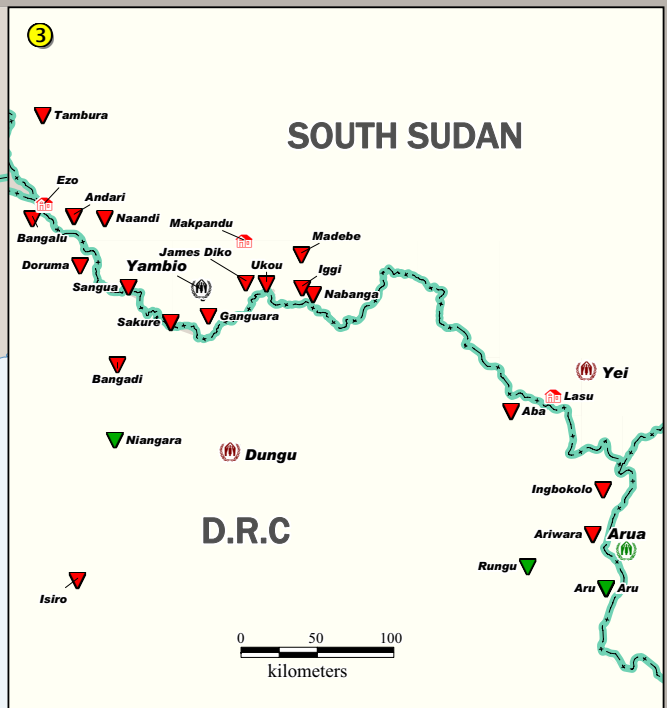 3
Tambura
SOUTH SUDAN
Ezo
Andari
Naandi
Makpandu
Bangalu
Madebe
James Diko
Ukou
Doruma
Yambio
Iggi
Sangua
Nabanga
Sakure
Ganguara
Bangadi
Yei
Lasu
Aba
Niangara
Dungu
Ingbokolo
D.R.C
Ariwara
Arua
Rungu
Aru
Aru
Isiro
0 50 100
kilometers